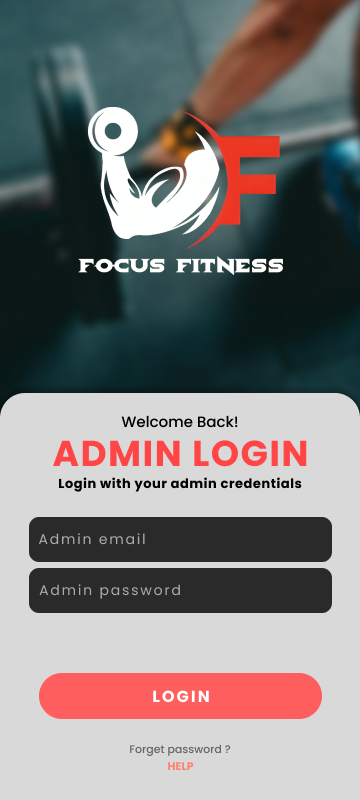 F
FOCUS FITNESS
Welcome Back!
ADMIN LOGIN
Login with your admin credentials
Admin email
Admin password
LOGIN
Forget password ?
HELP